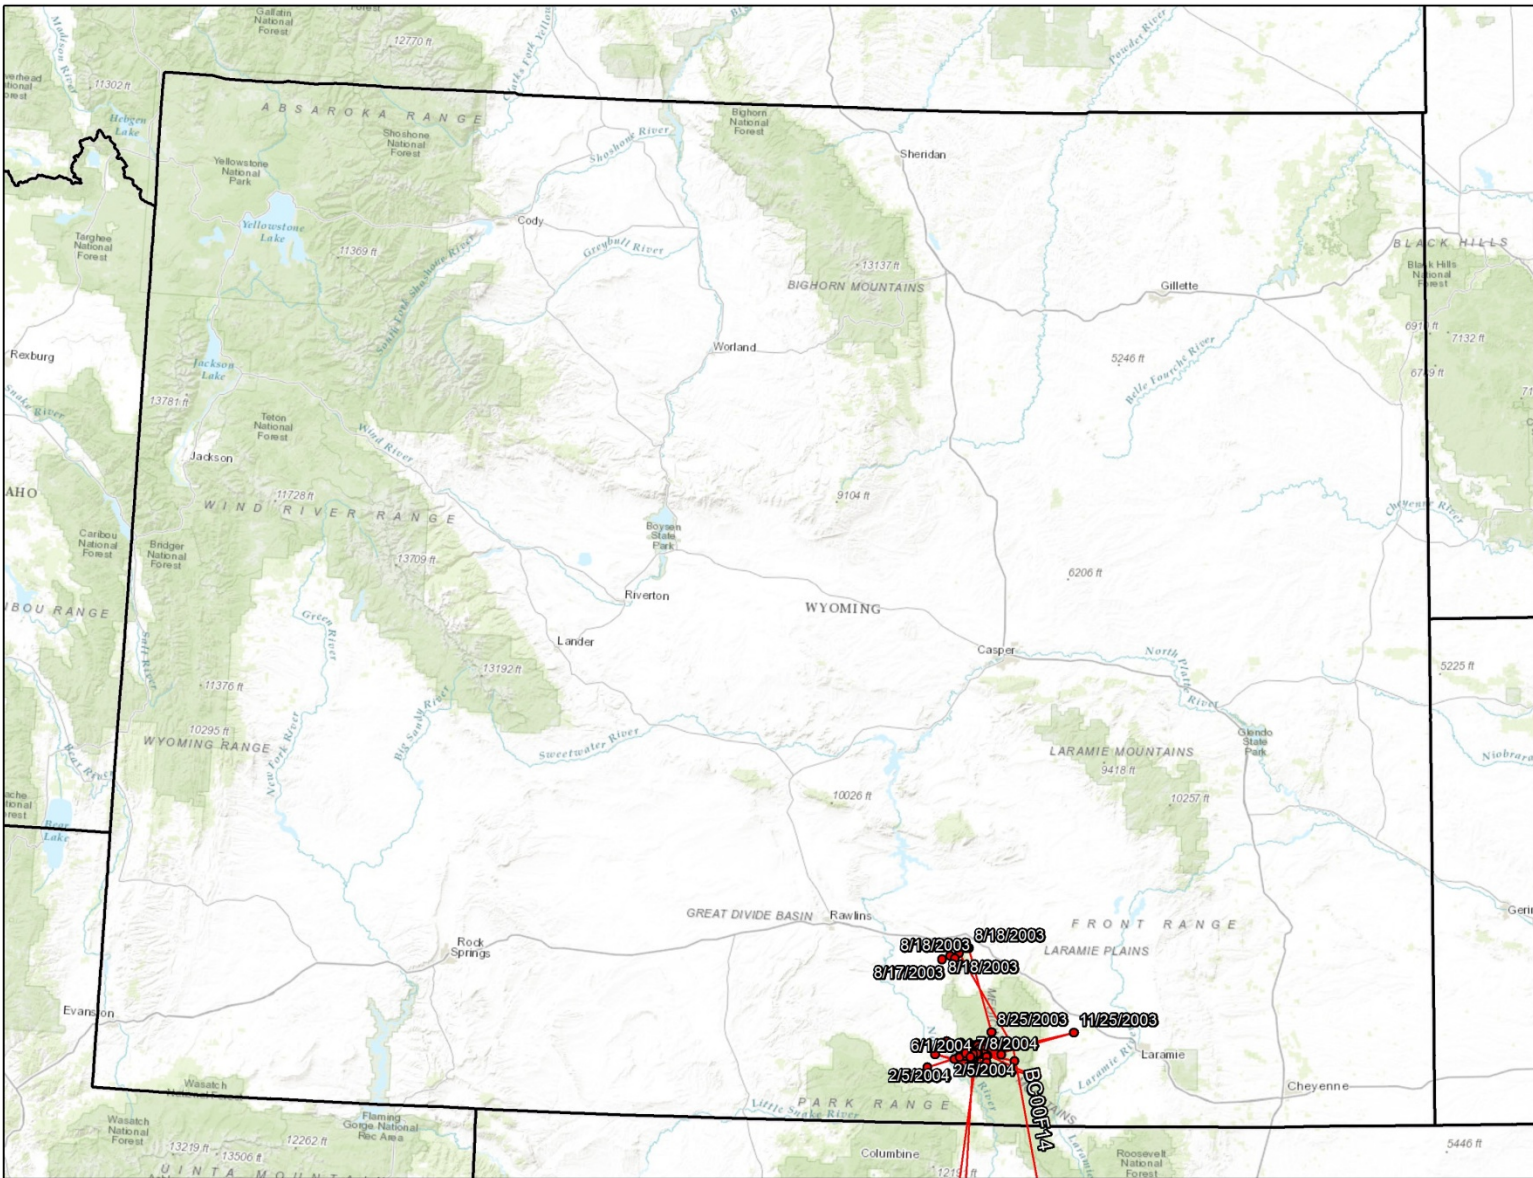 Gallatin
National
Forest
Madison
River
12770 ft
Powder River
11302 ft
Hebgen
Lake
ABSAROKA RANGE
Shoshone
National
Forest
Shoshone River
Bighorn
National
Forest
Sheridan
Yellowstone
National
Park
Cody
Yellowstone
Lake
Targhee
National
Forest
11369 ft
Greybull River
South Fork Shoshone River
13137 ft
BIGHORN MOUNTAINS
Gillette
BLACK HILLS
Black Hills
National
Forest
7132 ft
Rexburg
Worland
5246 ft
Belle Fourche River
Jackson
Lake
Snake River
13781 ft
Teton
National
Forest
Wind River
Jackson
AHO
11728 ft
WIND RIVER RANGE
9104 ft
Cheyenne River
Boysen
State
Park
Caribou
National
Forest
Bridger
National
Forest
13709 ft
6206 ft
IBOU RANGE
Green
River
Riverton
WYOMING
Lander
Casper
North Platte
River
Salt River
13192 ft
5225 ft
11376 ft
10295 ft
WYOMING RANGE
Big Sandy River
New Fork River
Sweetwater River
Bear River
Glendo
State
Park
LARAMIE MOUNTAINS
9418 ft
Niobrara
10026 ft
10257 ft
Bear
Lake
GREAT DIVIDE BASIN
Rawlins
FRONT RANGE
Rock
Springs
8/18/2003
8/18/2003
LARAMIE PLAINS
8/17/2003
8/18/2003
Evanston
8/25/2003
11/25/2003
6/1/2004
7/8/2004
Laramie
Laramie River
2/5/2004
2/5/2004
BC00F14
Cheyenne
Wasatch
National Forest
PARK RANGE
River
Little Snake River
Wasatch
National
Forest
Flaming
Gorge National
Rec Area
13219 ft
13506 ft
12262 ft
UINTA MOUNTA
Columbine
Laramie
Roosevelt
National
Forest
5446 ft